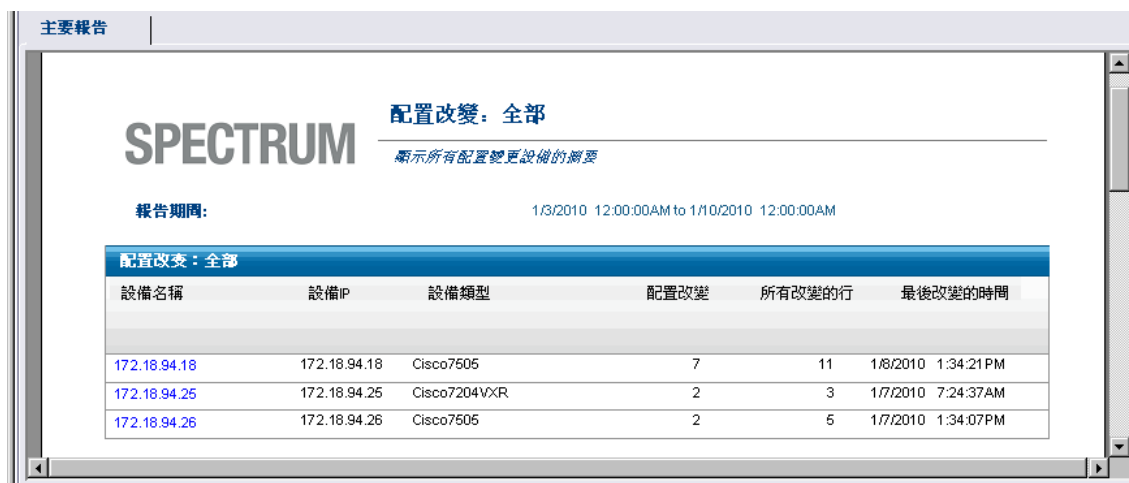 主要報告
SPECTRUM
配置改變: 全部
顯示所有配置變更設備的摘要
報告期間:
1/3/2010 12:00:00AM to 1/10/2010 12:00:00AM
配置改变:全部
設備名稱 設備IP 設備類型 配置改變 所有改變的行 最後改變的時間
172.18.94.18 172.18.94.18 Cisco7505 7 11 1/8/2010 1:34:21PM
172.18.94.25 172.18.94.25 Cisco7204VXR 2 3 1/7/2010 7:24:37AM
172.18.94.26 172.18.94.26 Cisco7505 2 5 1/7/2010 1:34:07PM